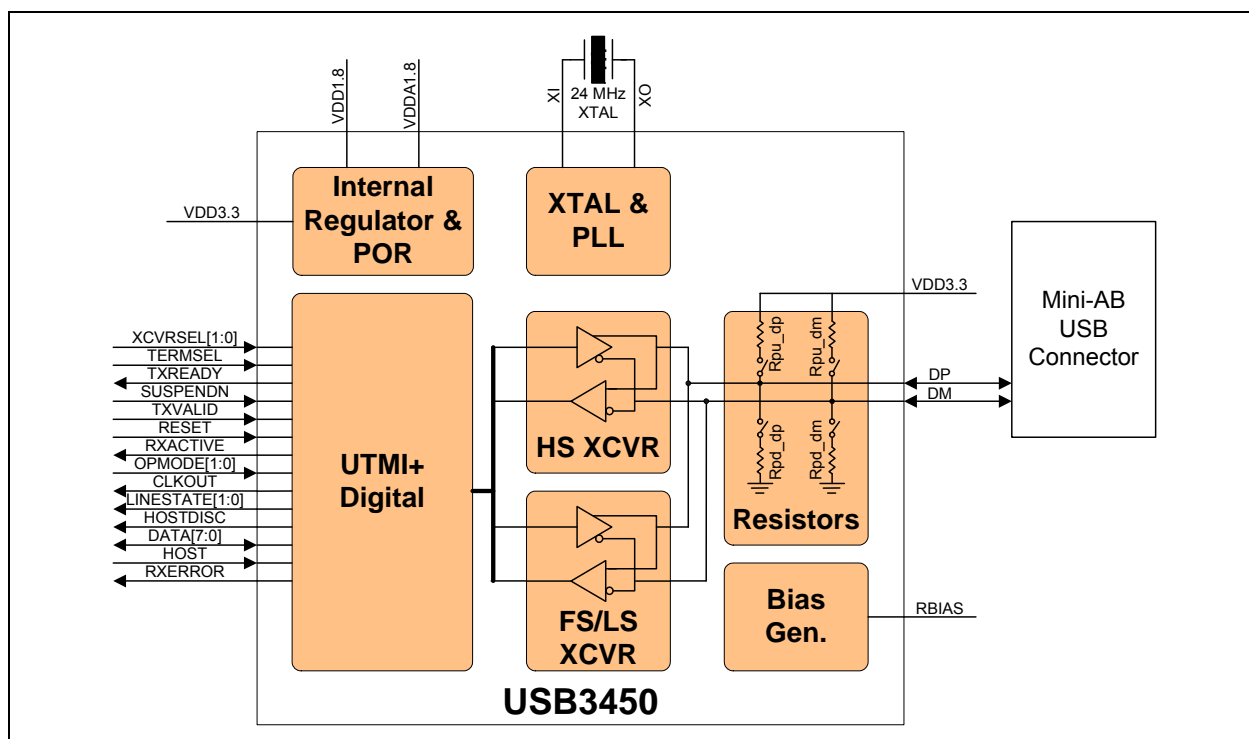 VDD1.8
VDDA1.8
XI
24 MHz
XTAL
XO
Internal
Regulator &
POR
XTAL &
PLL
VDD3.3
VDD3.3
Mini-AB
USB
Connector
XCVRSEL[1:0]
TERMSEL
TXREADY
SUSPENDN
TXVALID
RESET
RXACTIVE
OPMODE[1:0]
CLKOUT
LINESTATE[1:0]
HOSTDISC
DATA[7:0]
HOST
RXERROR
UTMI+
Digital
HS XCVR
FS/LS
XCVR
Rpu_dp
Rpu_dm
Rpd_dp
Rpd_dm
Resistors
DP
DM
Bias
Gen.
RBIAS
USB3450